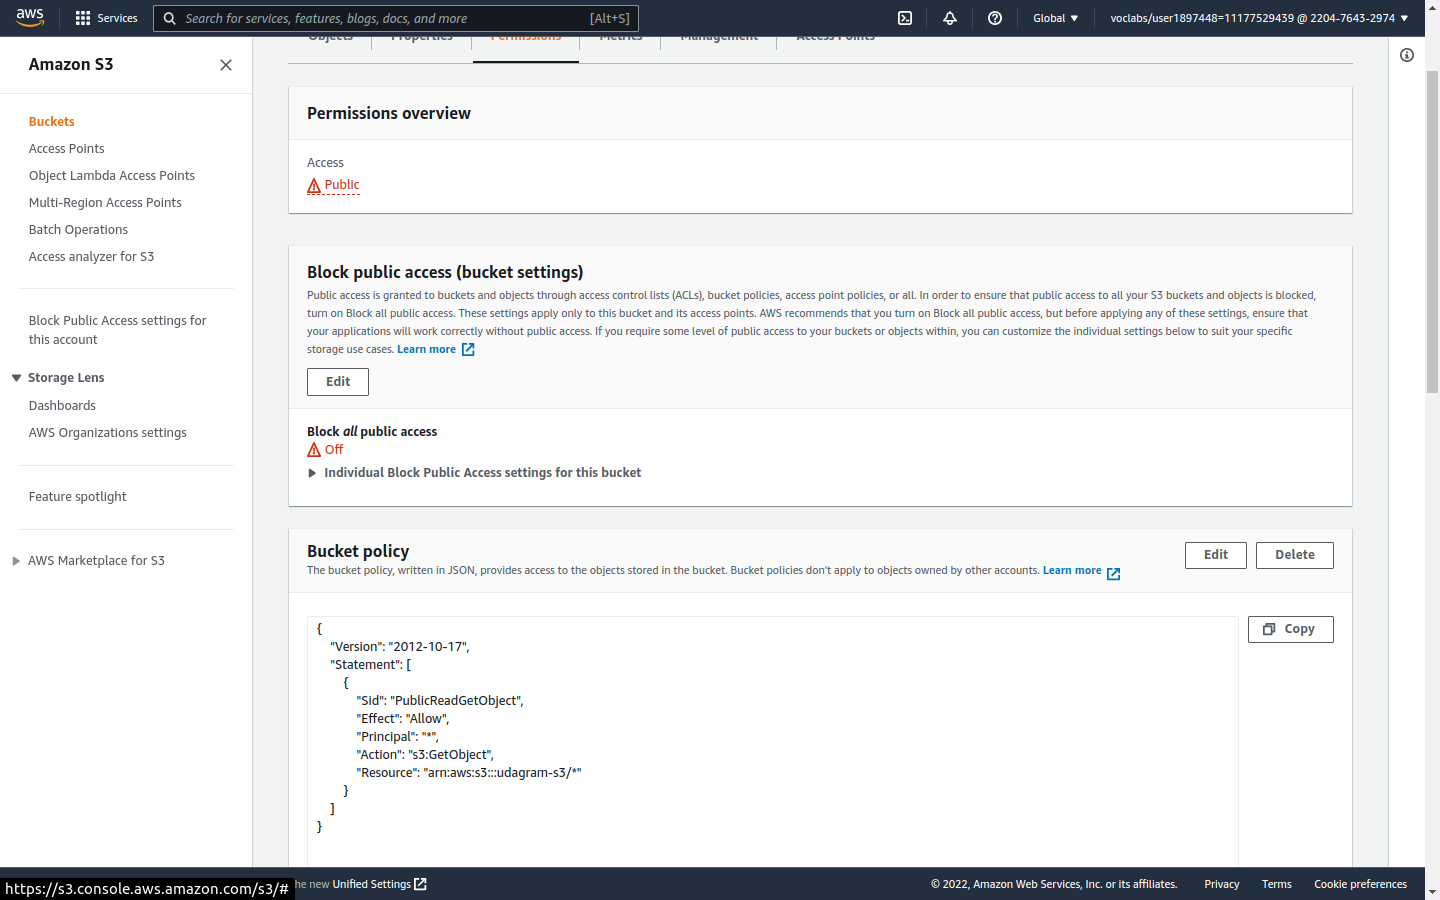 aws
Services
Search for services, features, blogs, docs, and more [Alt+S]
Global
voclabs/user1897448=11177529439 @ 2204-7643-2974
Objects Properties Permissions Metrics Management Access Points
Amazon S3
Buckets
Access Points
Object Lambda Access Points
Multi-Region Access Points
Batch Operations
Access analyzer for S3
Block Public Access settings for
this account
Storage Lens
Dashboards
AWS Organizations settings
Feature spotlight
AWS Marketplace for S3
Permissions overview
Access
Public
Block public access (bucket settings)
Public access is granted to buckets and objects through access control lists (ACLs), bucket policies, access point policies, or all. In order to ensure that public access to all your S3 buckets and objects is blocked,
turn on Block all public access. These settings apply only to this bucket and its access points. AWS recommends that you turn on Block all public access, but before applying any of these settings, ensure that
your applications will work correctly without public access. If you require some level of public access to your buckets or objects within, you can customize the individual settings below to suit your specific
storage use cases. Learn more
Edit
Block all public access
Off
Individual Block Public Access settings for this bucket
Bucket policy
The bucket policy, written in JSON, provides access to the objects stored in the bucket. Bucket policies don't apply to objects owned by other accounts. Learn more
Edit
Delete
Copy
{
"Version": "2012-10-17",
"Statement": [
{
"Sid": "PublicReadGetObject",
"Effect": "Allow",
"Principal": "*",
"Action": "s3:GetObject",
"Resource": "arn:aws:s3:::udagram-s3/*"
}
]
}
https://s3.console.aws.amazon.com/s3/#
he new Unified Settings
© 2022, Amazon Web Services, Inc. or its affiliates.
Privacy
Terms
Cookie preferences